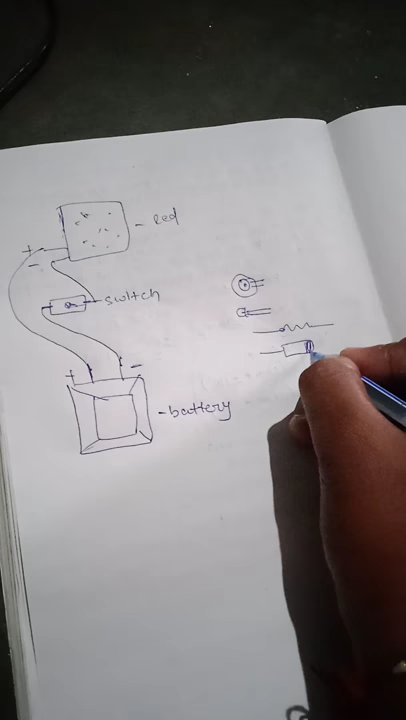 - led
+
-
- switch
+ -
- battery